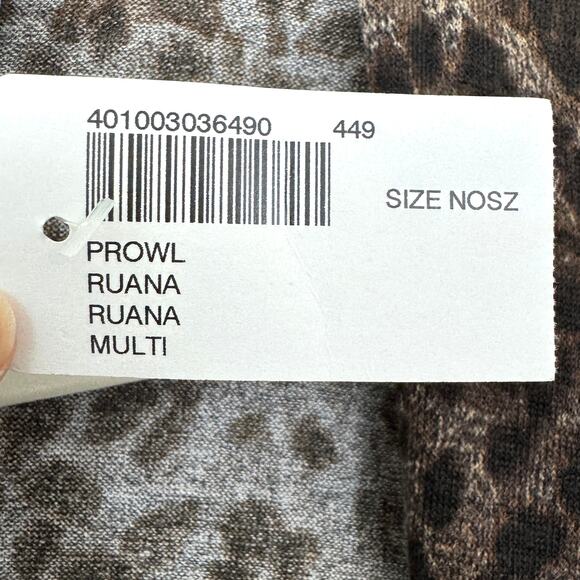 401003036490 449
SIZE NOSZ
PROWL
RUANA
RUANA
MULTI